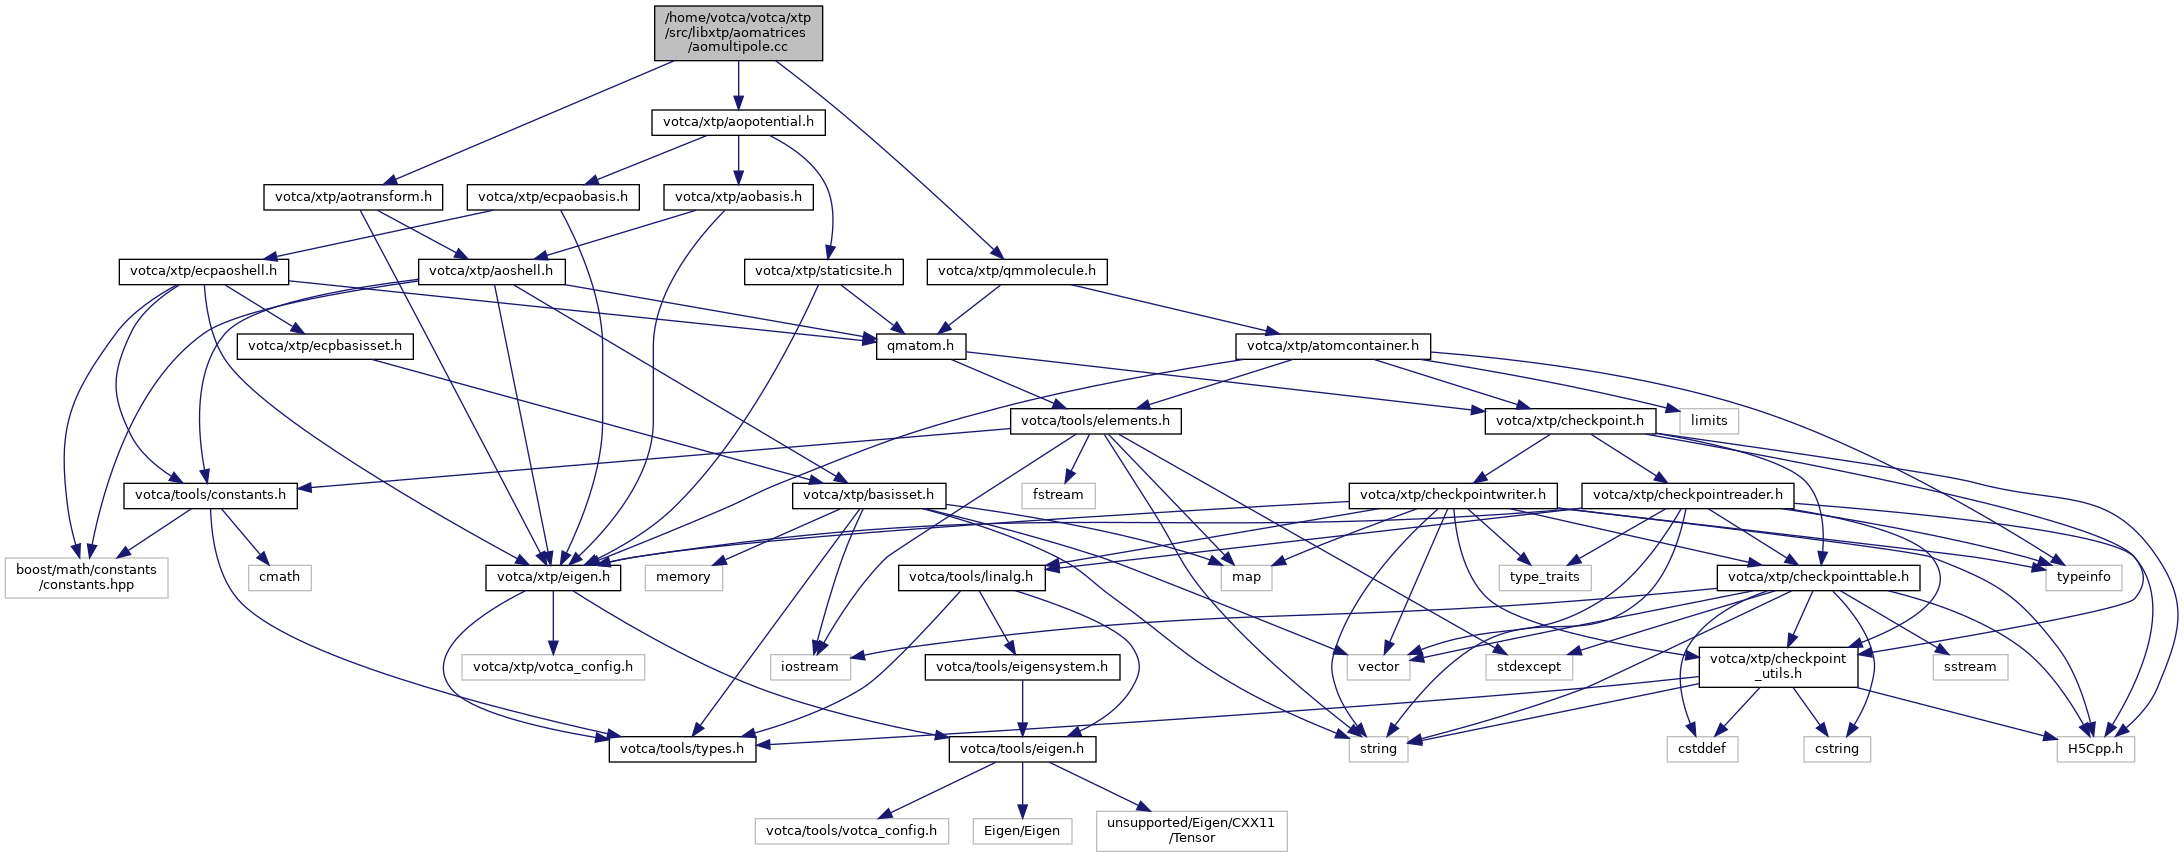 /home/votca/votca/xtp
/src/libxtp/aomatrices
/aomultipole.cc
votca/xtp/aopotential.h
votca/xtp/aotransform.h
votca/xtp/ecpaobasis.h
votca/xtp/aobasis.h
votca/xtp/ecpaoshell.h
votca/xtp/aoshell.h
votca/xtp/staticsite.h
votca/xtp/qmmolecule.h
votca/xtp/ecpbasisset.h
qmatom.h
votca/xtp/atomcontainer.h
votca/tools/elements.h
votca/xtp/checkpoint.h
limits
votca/tools/constants.h
votca/xtp/basisset.h
fstream
votca/xtp/checkpointwriter.h
votca/xtp/checkpointreader.h
boost/math/constants
/constants.hpp
cmath
votca/xtp/eigen.h
memory
votca/tools/linalg.h
map
type_traits
votca/xtp/checkpointtable.h
typeinfo
votca/xtp/votca_config.h
iostream
votca/tools/eigensystem.h
vector
stdexcept
votca/xtp/checkpoint
_utils.h
sstream
votca/tools/types.h
votca/tools/eigen.h
string
cstddef
cstring
H5Cpp.h
votca/tools/votca_config.h
Eigen/Eigen
unsupported/Eigen/CXX11
/Tensor